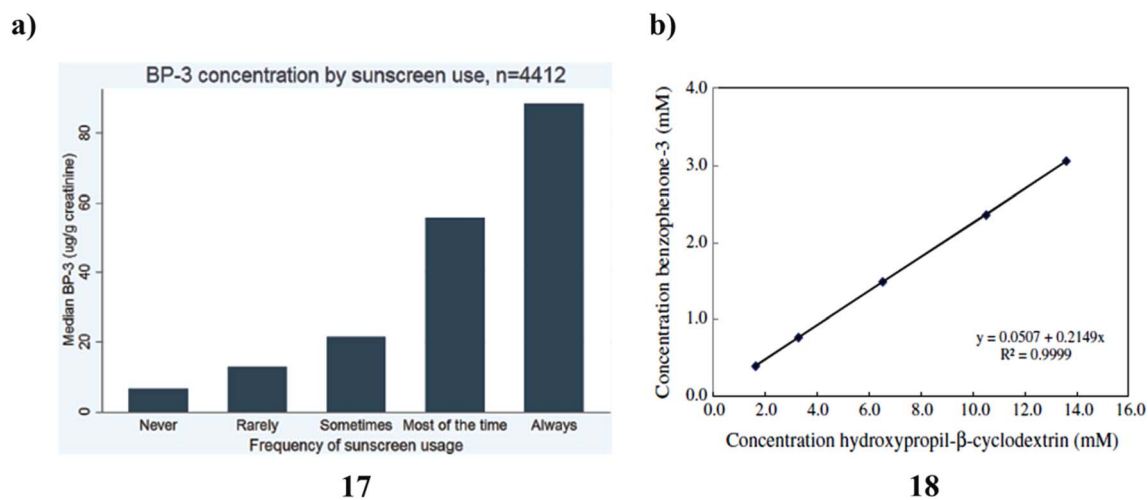 a)
BP-3 concentration by sunscreen use, n=4412
Median BP-3 (ug/g creatinine)
80
60
40
20
0
Never Rarely Sometimes Most of the time Always
Frequency of sunscreen usage
17
b)
Concentration benzophenone-3 (mM)
4.0
3.0
2.0
1.0
0.0
y = 0.0507 + 0.2149x
R² = 0.9999
0.0 2.0 4.0 6.0 8.0 10.0 12.0 14.0 16.0
Concentration hydroxypropil-β-cyclodextrin (mM)
18